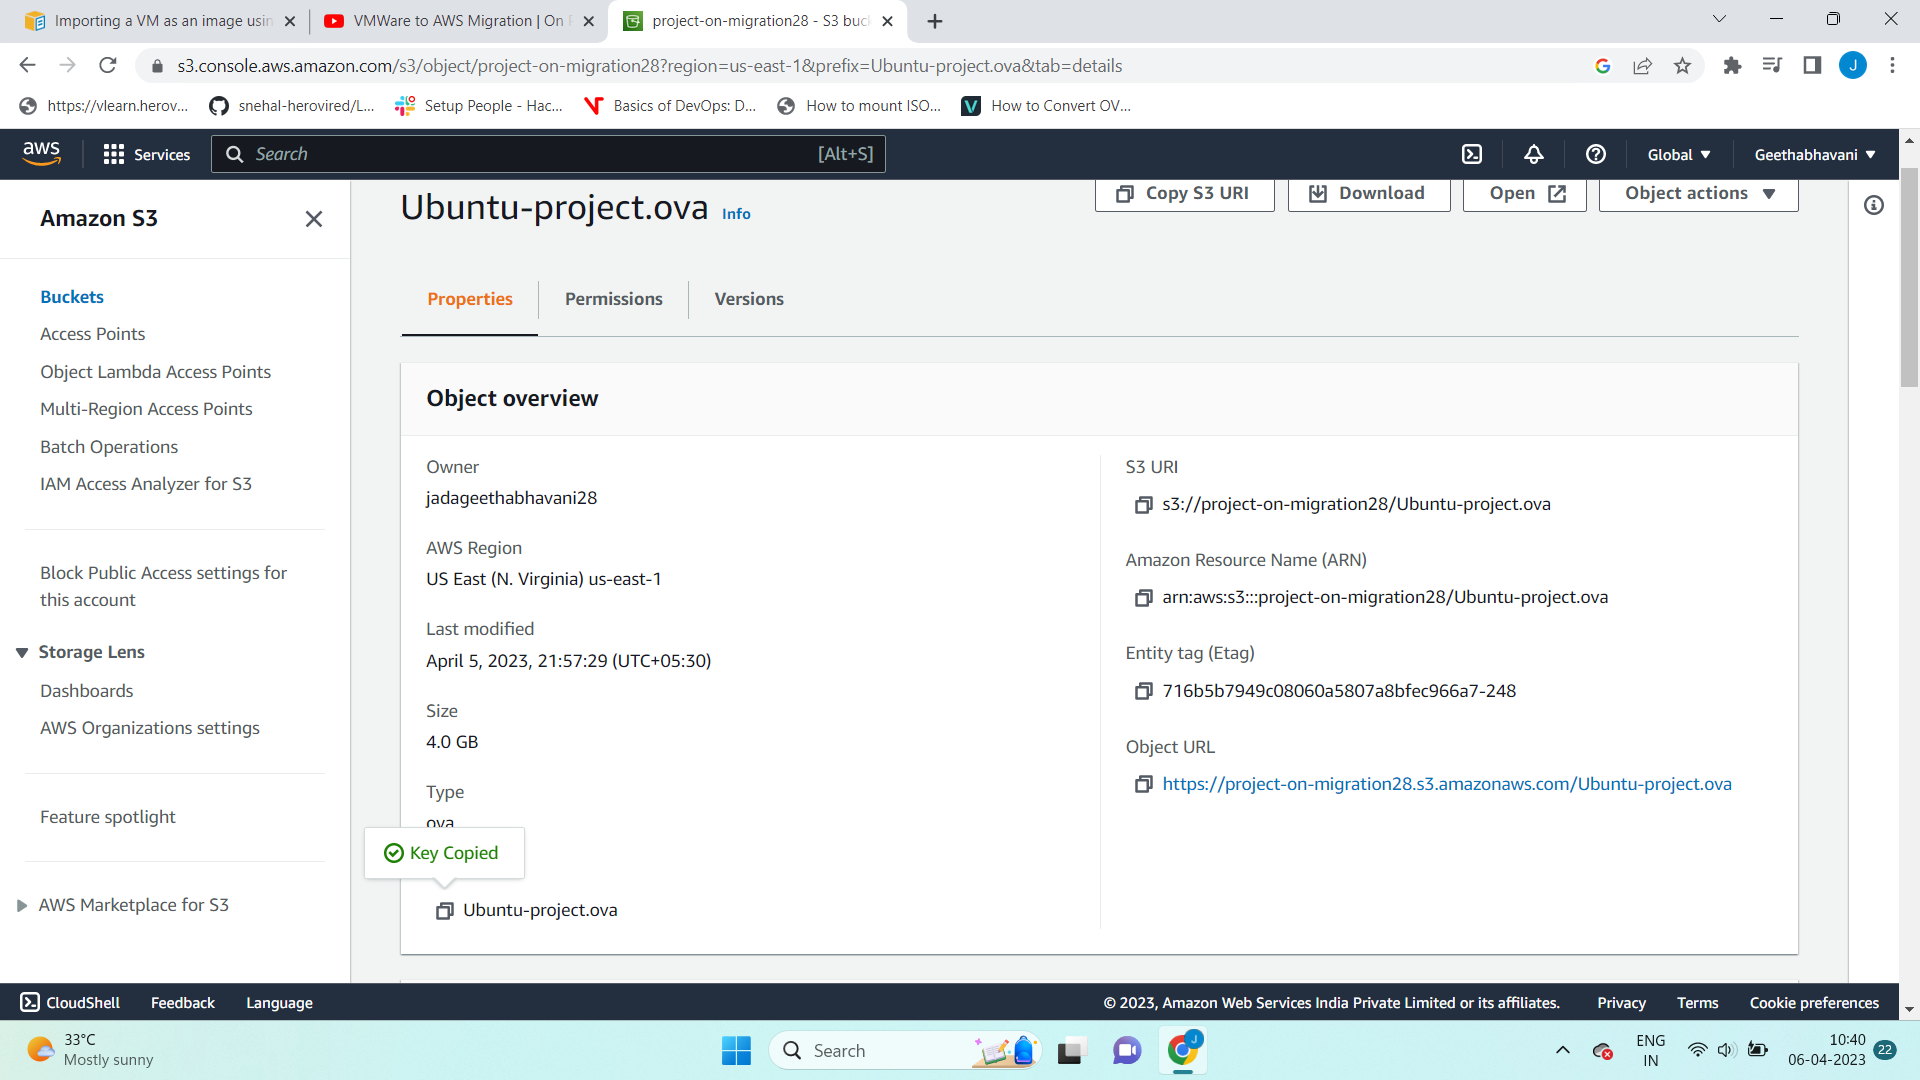 Importing a VM as an image usin
VMWare to AWS Migration | On P
project-on-migration28 - S3 buc
s3.console.aws.amazon.com/s3/object/project-on-migration28?region=us-east-1&prefix=Ubuntu-project.ova&tab=details
J
https://vlearn.herov...
snehal-herovired/L...
Setup People - Hac...
Basics of DevOps: D...
How to mount ISO...
How to Convert OV...
aws
Services
Search
[Alt+S]
Global
Geethabhavani
Amazon S3
Buckets
Access Points
Object Lambda Access Points
Multi-Region Access Points
Batch Operations
IAM Access Analyzer for S3
Block Public Access settings for
this account
Storage Lens
Dashboards
AWS Organizations settings
Feature spotlight
AWS Marketplace for S3
Ubuntu-project.ova
Info
Copy S3 URI
Download
Open
Object actions
Properties
Permissions
Versions
Object overview
Owner
jadageethabhavani28
AWS Region
US East (N. Virginia) us-east-1
Last modified
April 5, 2023, 21:57:29 (UTC+05:30)
Size
4.0 GB
Type
ova
Key Copied
Ubuntu-project.ova
S3 URI
s3://project-on-migration28/Ubuntu-project.ova
Amazon Resource Name (ARN)
arn:aws:s3:::project-on-migration28/Ubuntu-project.ova
Entity tag (Etag)
716b5b7949c08060a5807a8bfec966a7-248
Object URL
https://project-on-migration28.s3.amazonaws.com/Ubuntu-project.ova
CloudShell
Feedback
Language
© 2023, Amazon Web Services India Private Limited or its affiliates.
Privacy
Terms
Cookie preferences
33°C
Mostly sunny
Search
J
ENG
IN
10:40
06-04-2023
22